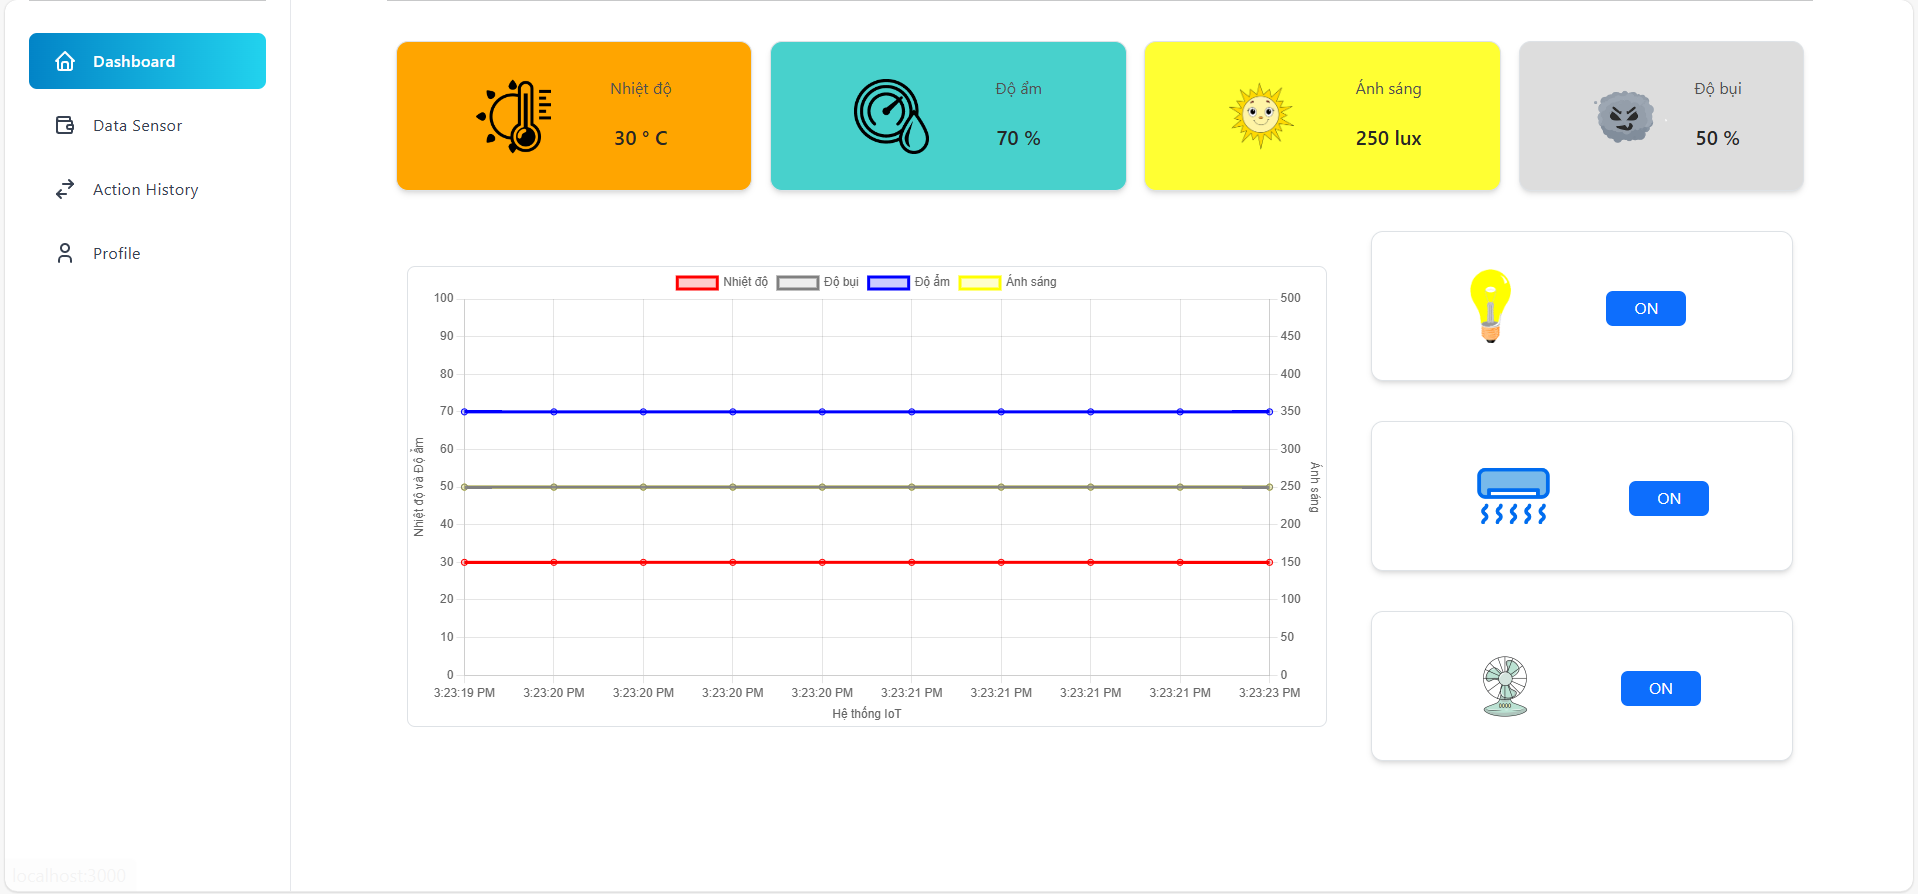 Dashboard
Data Sensor
Action History
Profile
Nhiệt độ
30 ° C
Độ ẩm
70 %
Ánh sáng
250 lux
Độ bụi
50 %
Nhiệt độ Độ bụi Độ ẩm Ánh sáng
100
90
80
70
60
50
40
30
20
10
0
Nhiệt độ và Độ ẩm
500
450
400
350
300
250
200
150
100
50
0
Ánh sáng
3:23:19 PM 3:23:20 PM 3:23:20 PM 3:23:20 PM 3:23:20 PM 3:23:21 PM 3:23:21 PM 3:23:21 PM 3:23:21 PM 3:23:23 PM
Hệ thống IoT
ON
ON
ON
localhost:3000